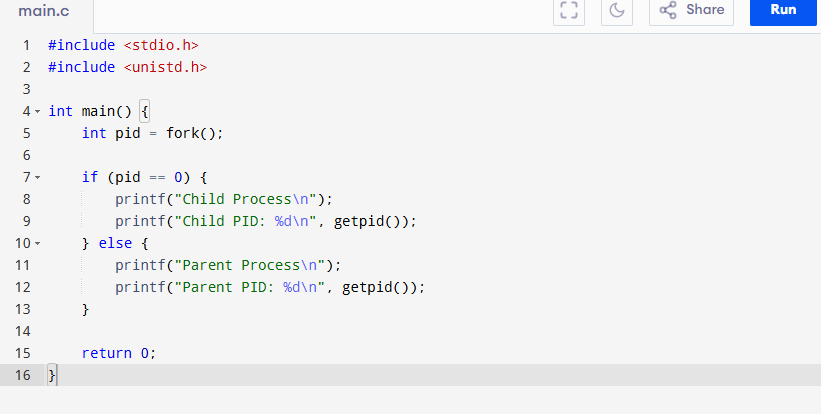 main.c
Share
Run
1 #include <stdio.h>
2 #include <unistd.h>
3
4 int main() {
5     int pid = fork();
6
7     if (pid == 0) {
8         printf("Child Process\n");
9         printf("Child PID: %d\n", getpid());
10     } else {
11         printf("Parent Process\n");
12         printf("Parent PID: %d\n", getpid());
13     }
14
15     return 0;
16 }